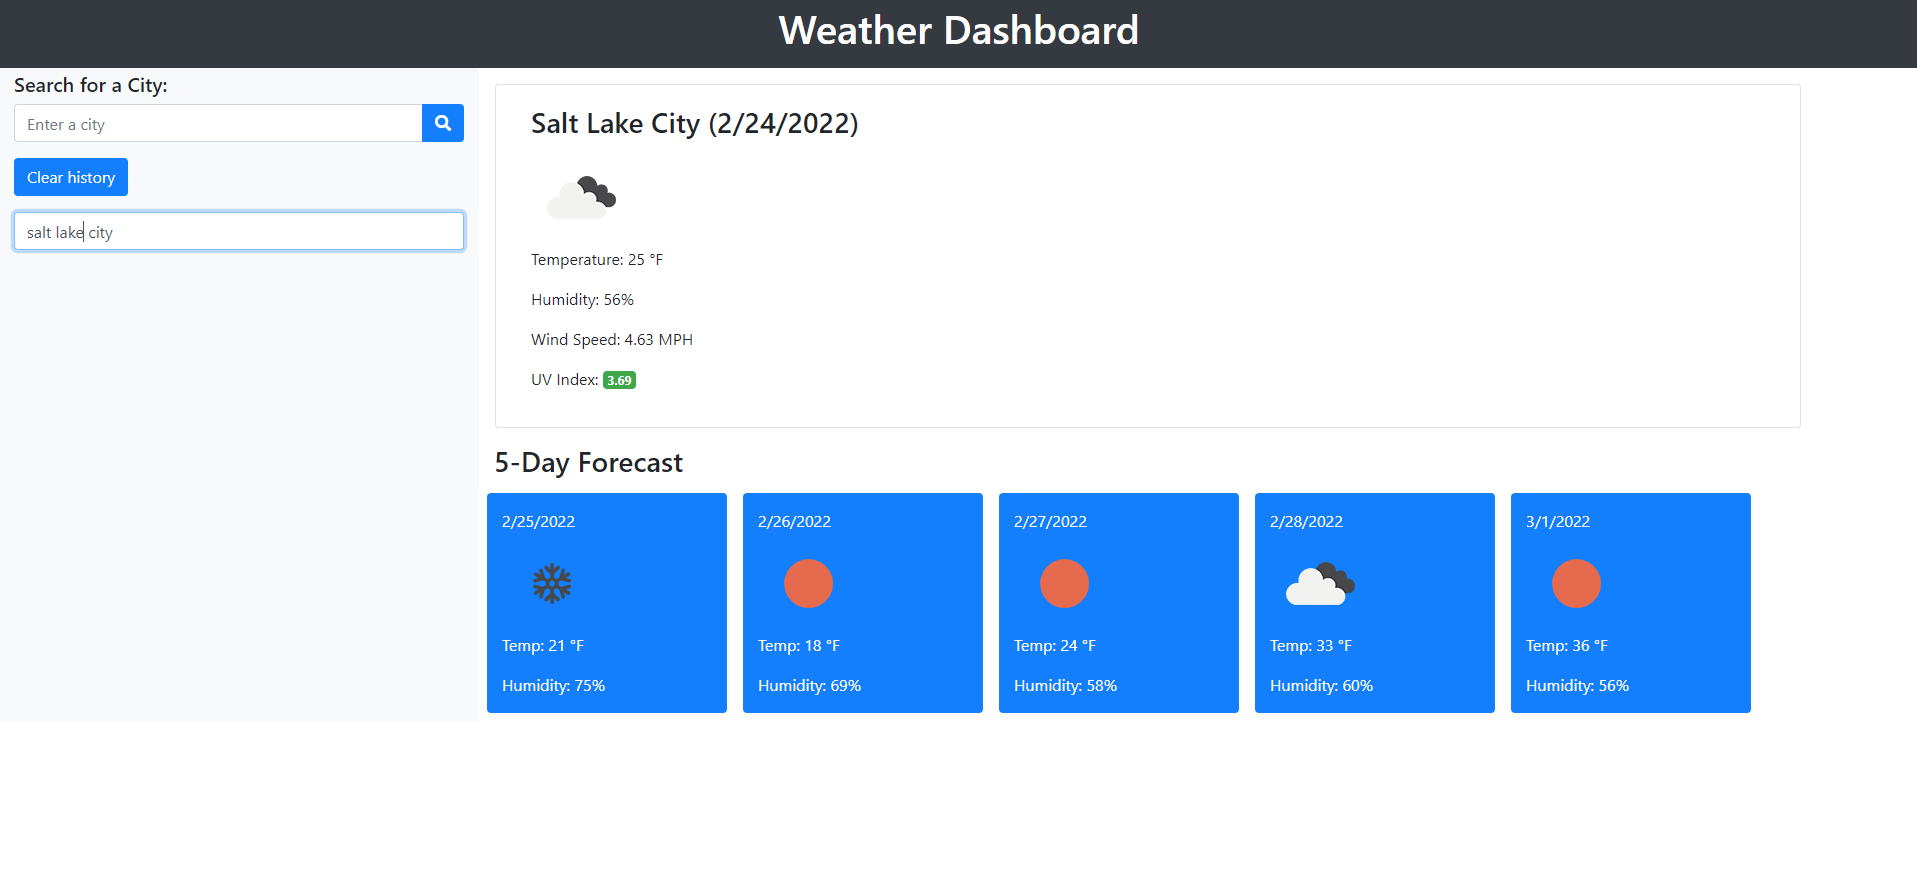 Weather Dashboard
Search for a City:
Enter a city
Clear history
salt lake city
Salt Lake City (2/24/2022)
Temperature: 25 °F
Humidity: 56%
Wind Speed: 4.63 MPH
UV Index: 3.69
5-Day Forecast
2/25/2022
Temp: 21 °F
Humidity: 75%
2/26/2022
Temp: 18 °F
Humidity: 69%
2/27/2022
Temp: 24 °F
Humidity: 58%
2/28/2022
Temp: 33 °F
Humidity: 60%
3/1/2022
Temp: 36 °F
Humidity: 56%